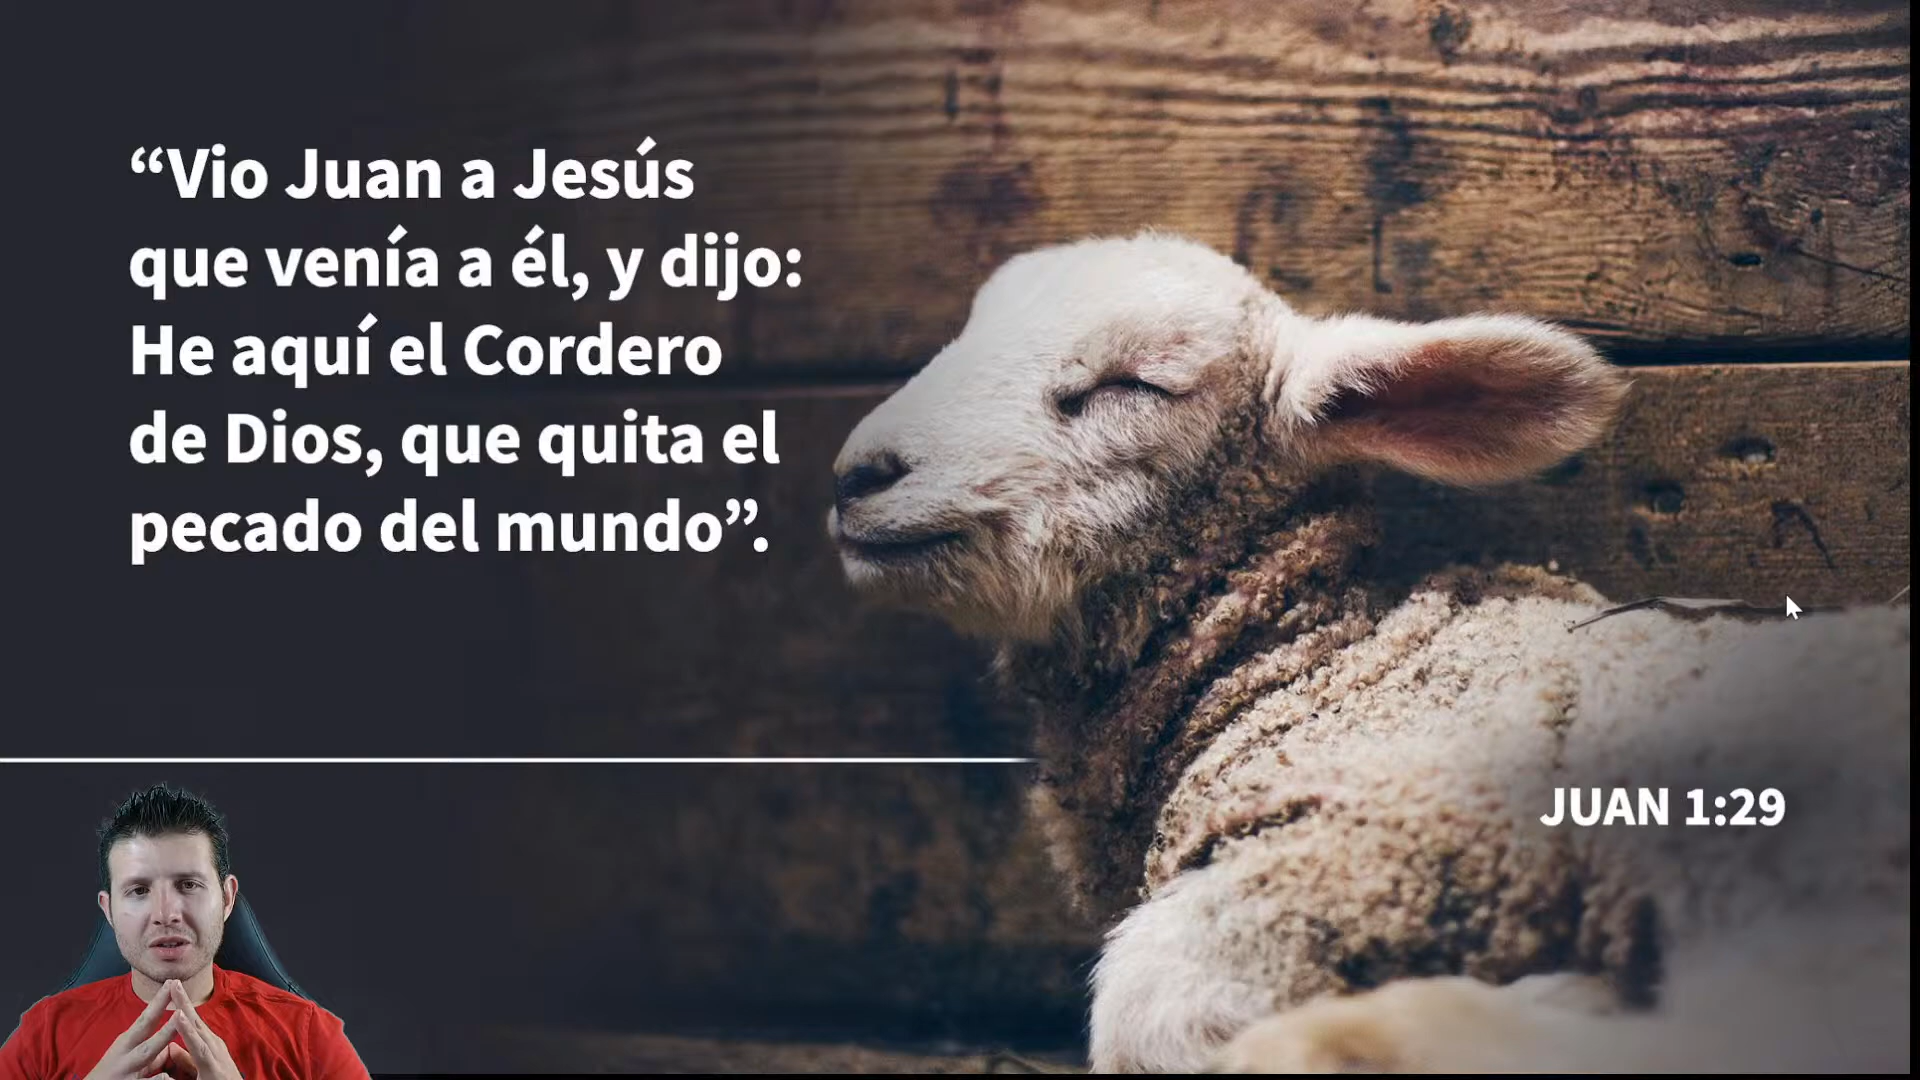 “Vio Juan a Jesús
que venía a él, y dijo:
He aquí el Cordero
de Dios, que quita el
pecado del mundo”.
JUAN 1:29